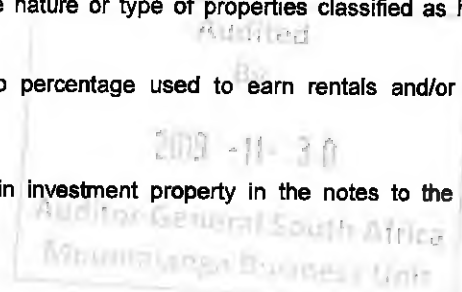 e nature or type of properties classified as h
Audited
By
o percentage used to earn rentals and/or
-11- 30
in investment property in the notes to the
Auditor General South Africa
Mpumalanga Business Unit